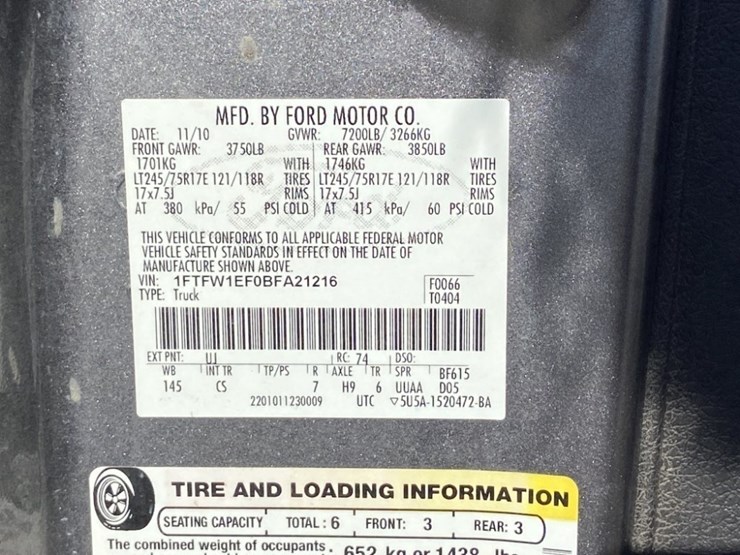 MFD. BY FORD MOTOR CO.
DATE: 11/10 GVWR: 7200LB/ 3266KG
FRONT GAWR: 3750LB REAR GAWR: 3850LB
1701KG WITH 1746KG WITH
LT245/75R17E 121/118R TIRES LT245/75R17E 121/118R TIRES
17x7.5J RIMS 17x7.5J RIMS
AT 380 kPa/ 55 PSI COLD AT 415 kPa/ 60 PSI COLD
THIS VEHICLE CONFORMS TO ALL APPLICABLE FEDERAL MOTOR
VEHICLE SAFETY STANDARDS IN EFFECT ON THE DATE OF
MANUFACTURE SHOWN ABOVE.
VIN: 1FTFW1EF0BFA21216 F0066
TYPE: Truck T0404
EXT PNT: UJ RC: 74 DSO:
WB INT TR TP/PS R AXLE TR SPR BF615
145 CS 7 H9 6 UUAA D05
2201011230009 UTC ▽5U5A-1520472-BA
TIRE AND LOADING INFORMATION
SEATING CAPACITY TOTAL : 6 FRONT: 3 REAR: 3
The combined weight of occupants